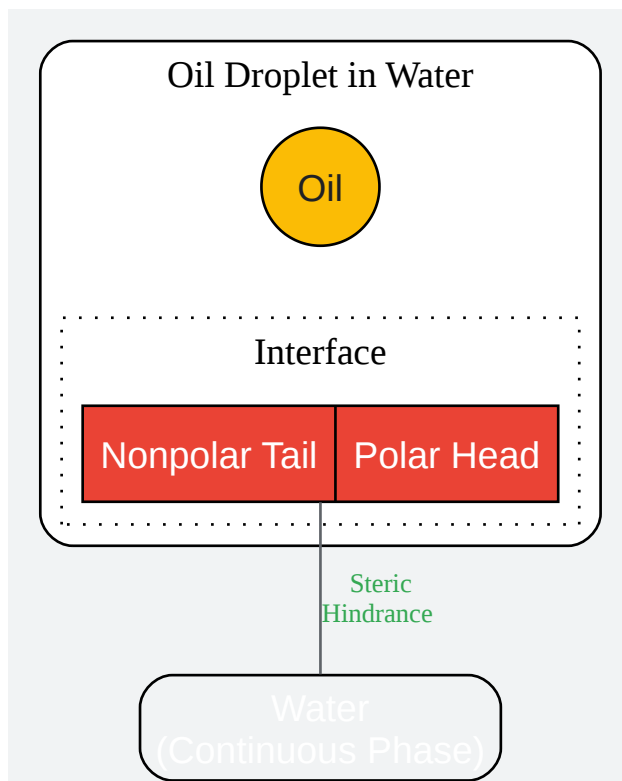 Oil Droplet in Water
Oil
Interface
Nonpolar Tail
Polar Head
Steric
Hindrance
Water
(Continuous Phase)